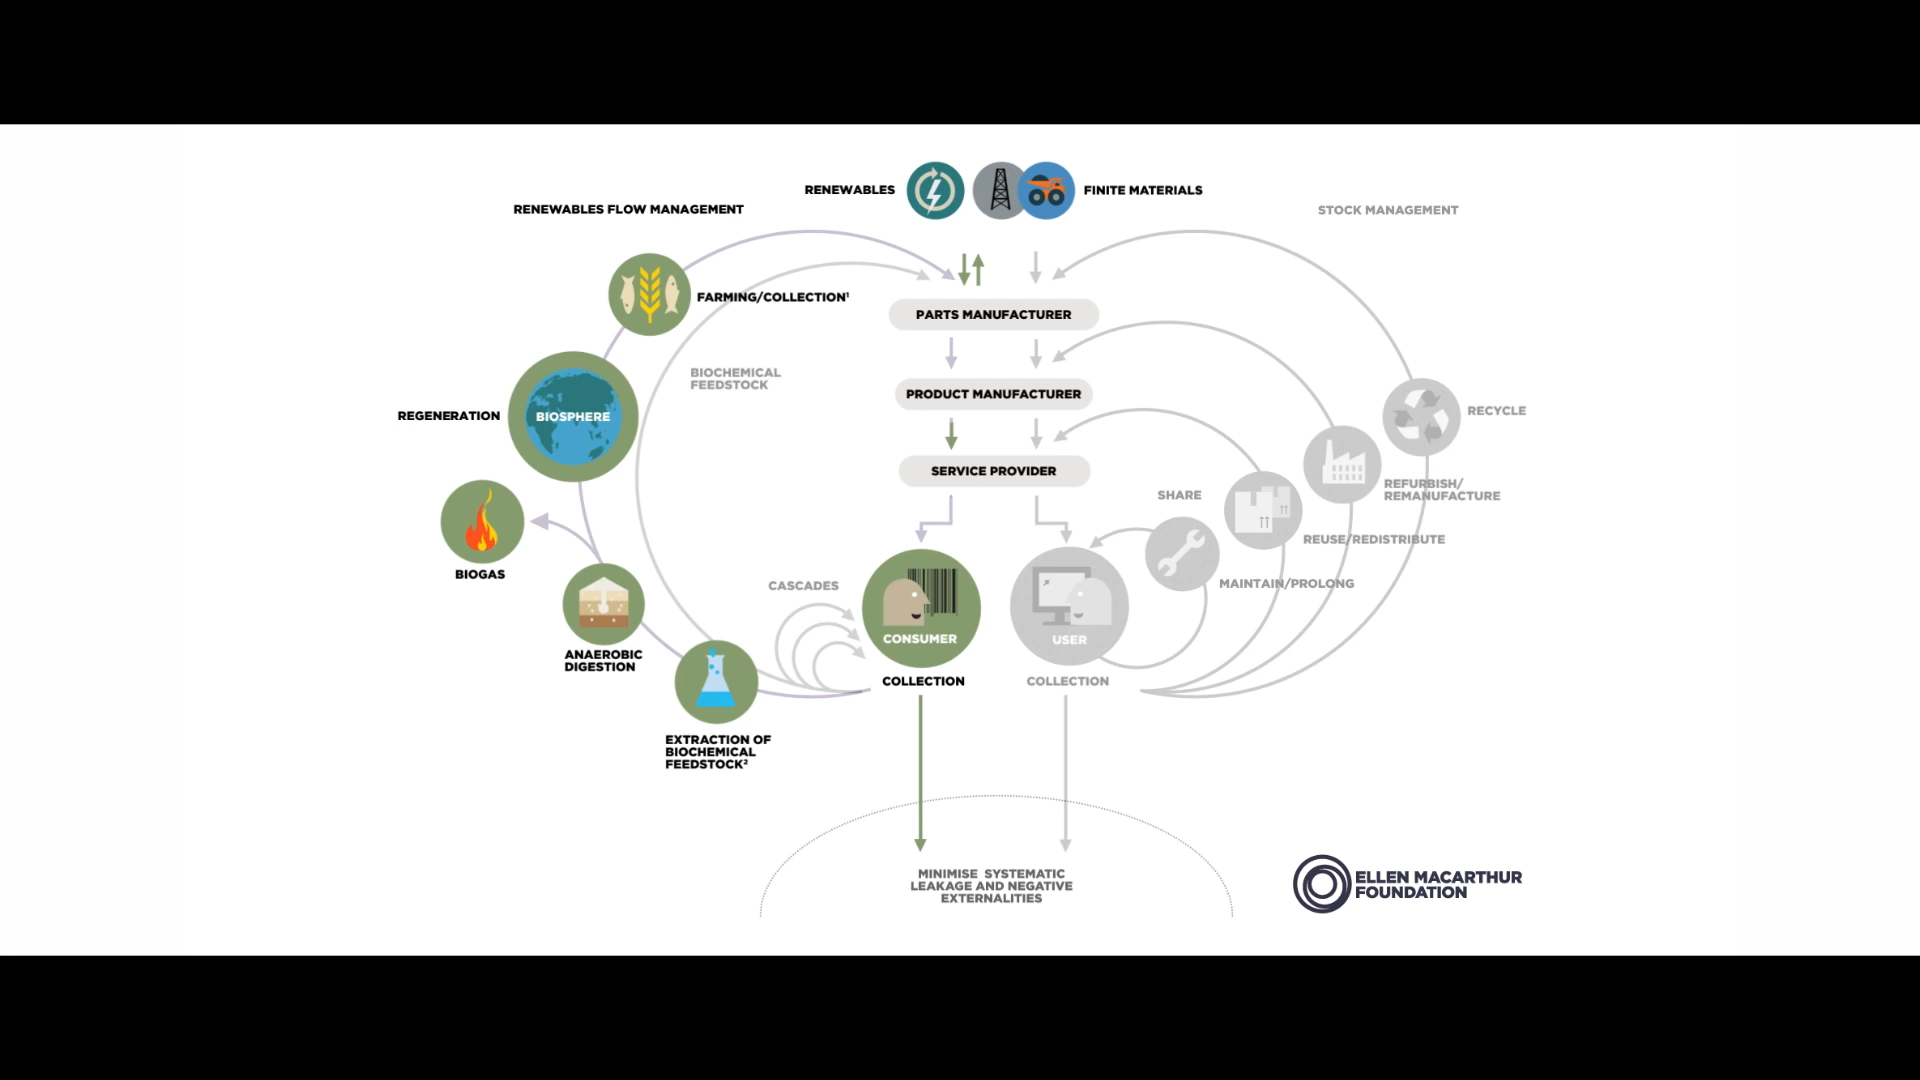 RENEWABLES
FINITE MATERIALS
RENEWABLES FLOW MANAGEMENT
STOCK MANAGEMENT
FARMING/COLLECTION¹
PARTS MANUFACTURER
BIOCHEMICAL
FEEDSTOCK
PRODUCT MANUFACTURER
REGENERATION
BIOSPHERE
RECYCLE
SERVICE PROVIDER
SHARE
REFURBISH/
REMANUFACTURE
REUSE/REDISTRIBUTE
BIOGAS
CASCADES
MAINTAIN/PROLONG
CONSUMER
USER
ANAEROBIC
DIGESTION
COLLECTION
COLLECTION
EXTRACTION OF
BIOCHEMICAL
FEEDSTOCK²
MINIMISE SYSTEMATIC
LEAKAGE AND NEGATIVE
EXTERNALITIES
ELLEN MACARTHUR
FOUNDATION